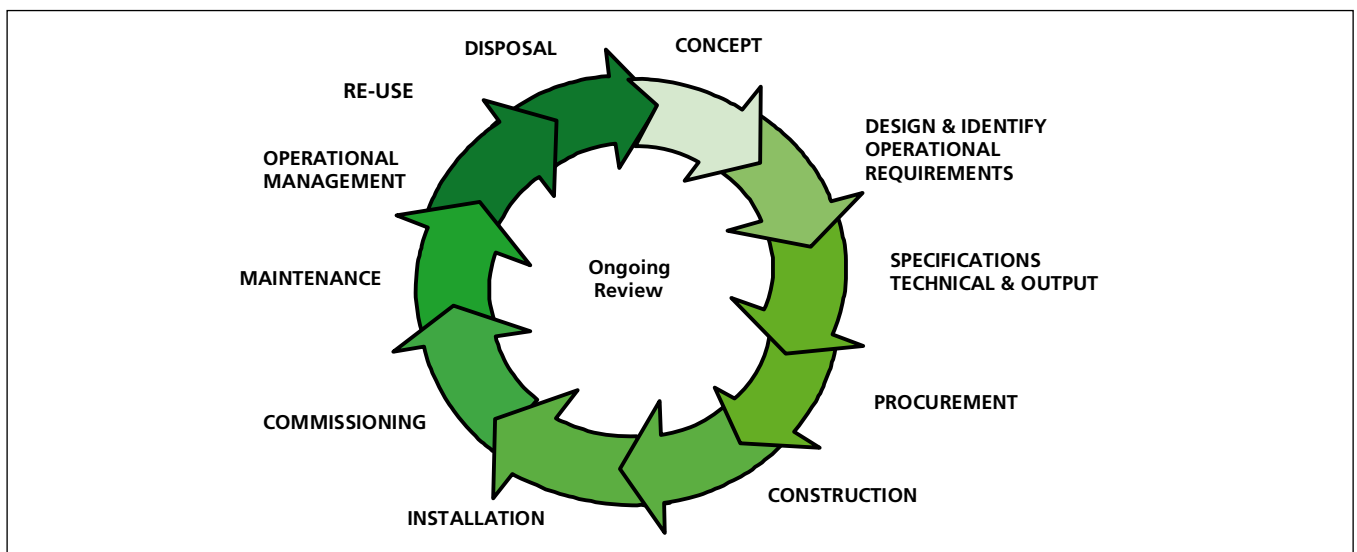 CONCEPT
DESIGN & IDENTIFY
OPERATIONAL
REQUIREMENTS
SPECIFICATIONS
TECHNICAL & OUTPUT
PROCUREMENT
CONSTRUCTION
INSTALLATION
COMMISSIONING
MAINTENANCE
OPERATIONAL
MANAGEMENT
RE-USE
DISPOSAL
Ongoing
Review